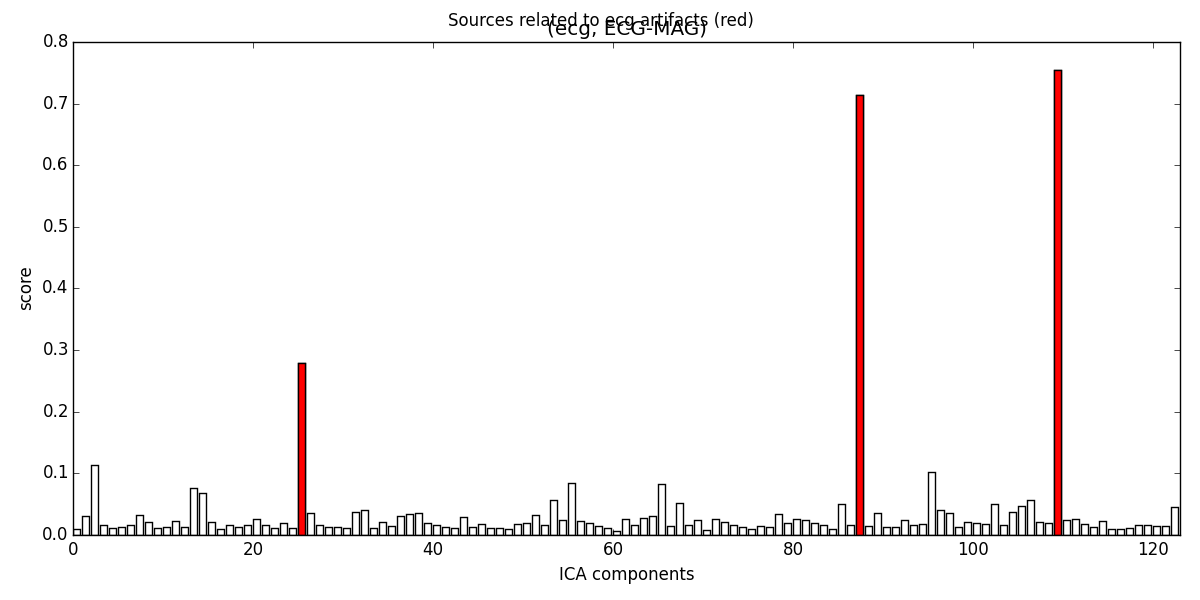 Sources related to ecg artifacts (red)
(ecg, ECG-MAG)
0.8
0.7
0.6
0.5
0.4
0.3
0.2
0.1
0.0
score
0 20 40 60 80 100 120
ICA components